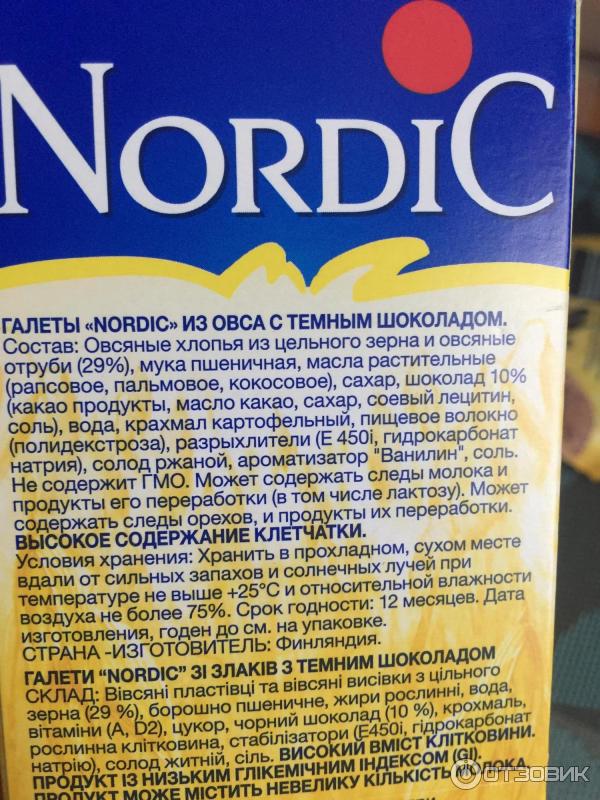 NORDIC
ГАЛЕТЫ «NORDIC» ИЗ ОВСА С ТЕМНЫМ ШОКОЛАДОМ.
Состав: Овсяные хлопья из цельного зерна и овсяные
отруби (29%), мука пшеничная, масла растительные
(рапсовое, пальмовое, кокосовое), сахар, шоколад 10%
(какао продукты, масло какао, сахар, соевый лецитин,
соль), вода, крахмал картофельный, пищевое волокно
(полидекстроза), разрыхлители (Е 450i, гидрокарбонат
натрия), солод ржаной, ароматизатор "Ванилин", соль.
Не содержит ГМО. Может содержать следы молока и
продукты его переработки (в том числе лактозу). Может
содержать следы орехов, и продукты их переработки.
ВЫСОКОЕ СОДЕРЖАНИЕ КЛЕТЧАТКИ.
Условия хранения: Хранить в прохладном, сухом месте
вдали от сильных запахов и солнечных лучей при
температуре не выше +25°С и относительной влажности
воздуха не более 75%. Срок годности: 12 месяцев. Дата
изготовления, годен до см. на упаковке.
СТРАНА -ИЗГОТОВИТЕЛЬ: Финляндия.
ГАЛЕТИ “NORDIC” ЗІ ЗЛАКІВ З ТЕМНИМ ШОКОЛАДОМ
СКЛАД: Вівсяні пластівці та вівсяні висівки з цільного
зерна (29 %), борошно пшеничне, жири рослинні, вода,
вітаміни (А, D2), цукор, чорний шоколад (10 %), крохмаль,
рослинна клітковина, стабілізатори (Е450i, гідрокарбонат
натрію), солод житній, сіль. ВИСОКИЙ ВМІСТ КЛІТКОВИНИ.
ПРОДУКТ ІЗ НИЗЬКИМ ГЛІКЕМІЧНИМ ІНДЕКСОМ (GI).
ПРОДУКТ МОЖЕ МІСТИТЬ НЕВЕЛИКУ КІЛЬКІСТЬ МОЛОКА.
ОТЗОВИК